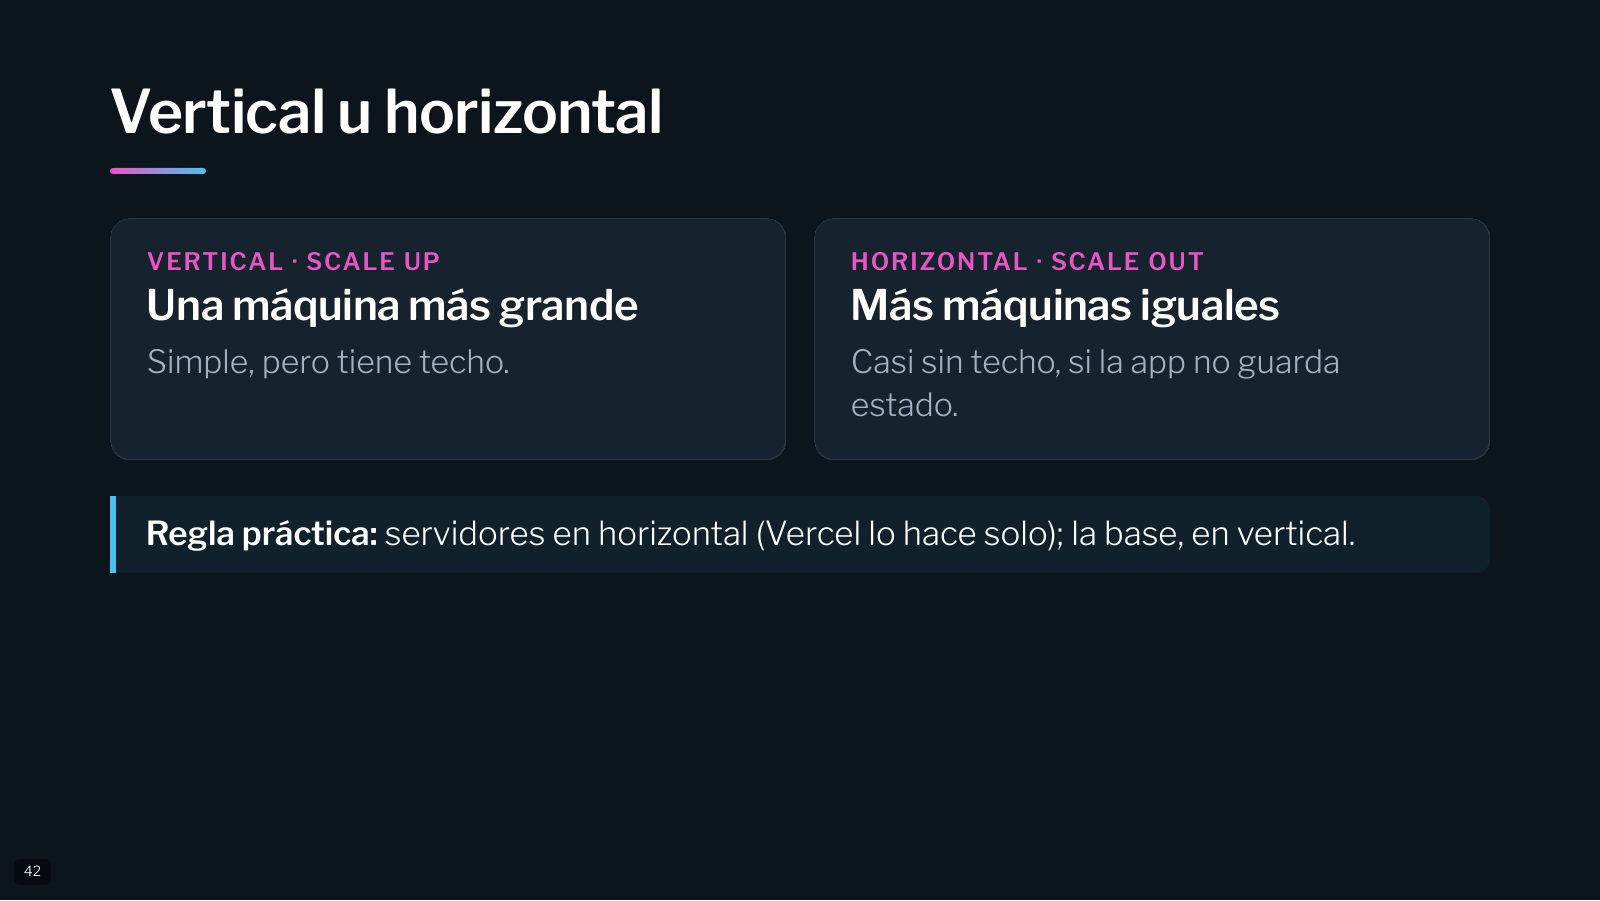 Vertical u horizontal
VERTICAL · SCALE UP
Una máquina más grande
Simple, pero tiene techo.
HORIZONTAL · SCALE OUT
Más máquinas iguales
Casi sin techo, si la app no guarda
estado.
Regla práctica: servidores en horizontal (Vercel lo hace solo); la base, en vertical.
42